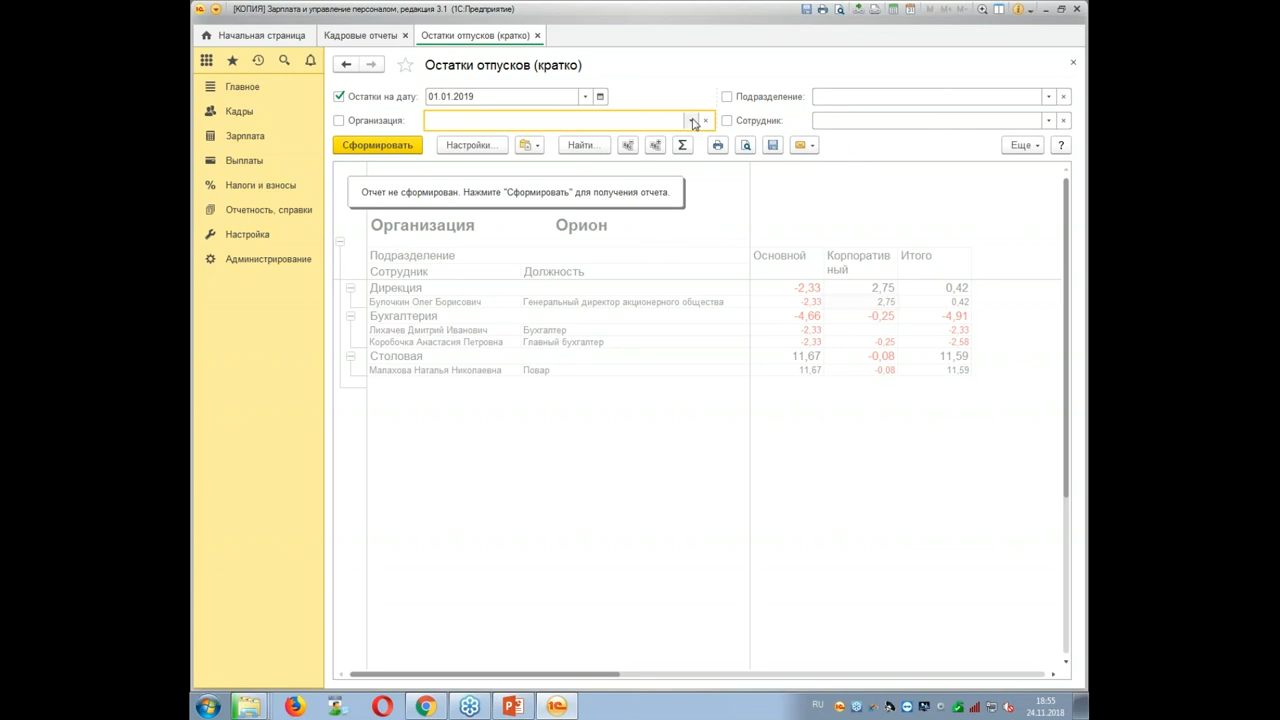 [КОПИЯ] Зарплата и управление персоналом, редакция 3.1 (1С:Предприятие)
M M+ M-
Начальная страница Кадровые отчеты × Остатки отпусков (кратко) ×
Остатки отпусков (кратко)
Главное
Кадры
Зарплата
Выплаты
Налоги и взносы
Отчетность, справки
Настройка
Администрирование
Остатки на дату: 01.01.2019 Подразделение:
Организация: Сотрудник:
Сформировать Настройки... Найти... Σ Еще ?
Отчет не сформирован. Нажмите "Сформировать" для получения отчета.
Организация Орион
Подразделение Основной Корпоратив Итого
Сотрудник Должность ный
Дирекция -2,33 2,75 0,42
Булочкин Олег Борисович Генеральный директор акционерного общества -2,33 2,75 0,42
Бухгалтерия -4,66 -0,25 -4,91
Лихачев Дмитрий Иванович Бухгалтер -2,33 -2,33
Коробочка Анастасия Петровна Главный бухгалтер -2,33 -0,25 -2,58
Столовая 11,67 -0,08 11,59
Малахова Наталья Николаевна Повар 11,67 -0,08 11,59
RU 18:55
24.11.2018